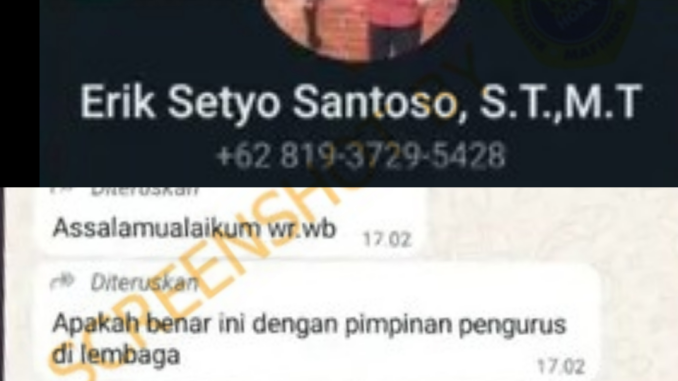 Erik Setyo Santoso, S.T.,M.T
+62 819-3729-5428
Diteruskan
Assalamualaikum wr.wb 17.02
Diteruskan
Apakah benar ini dengan pimpinan pengurus
di lembaga 17.02
SCREENSHOT BY